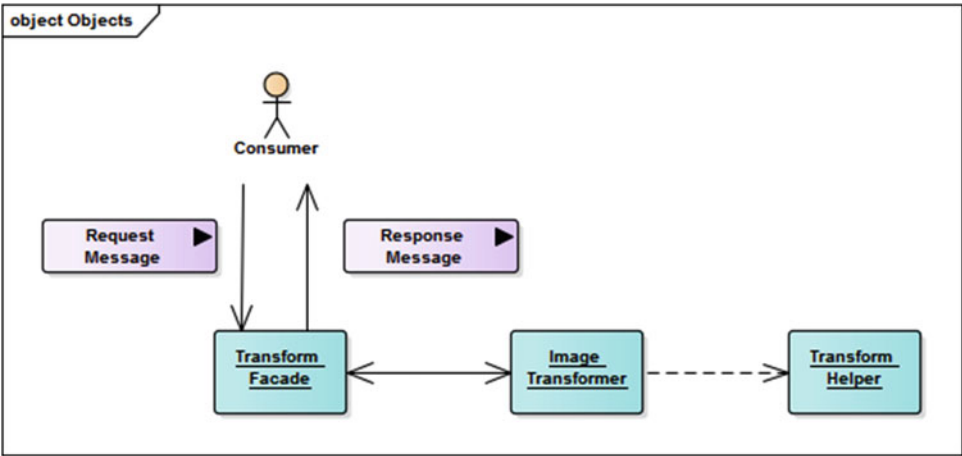 object Objects
Consumer
Request
Message
Response
Message
Transform
Facade
Image
Transformer
Transform
Helper